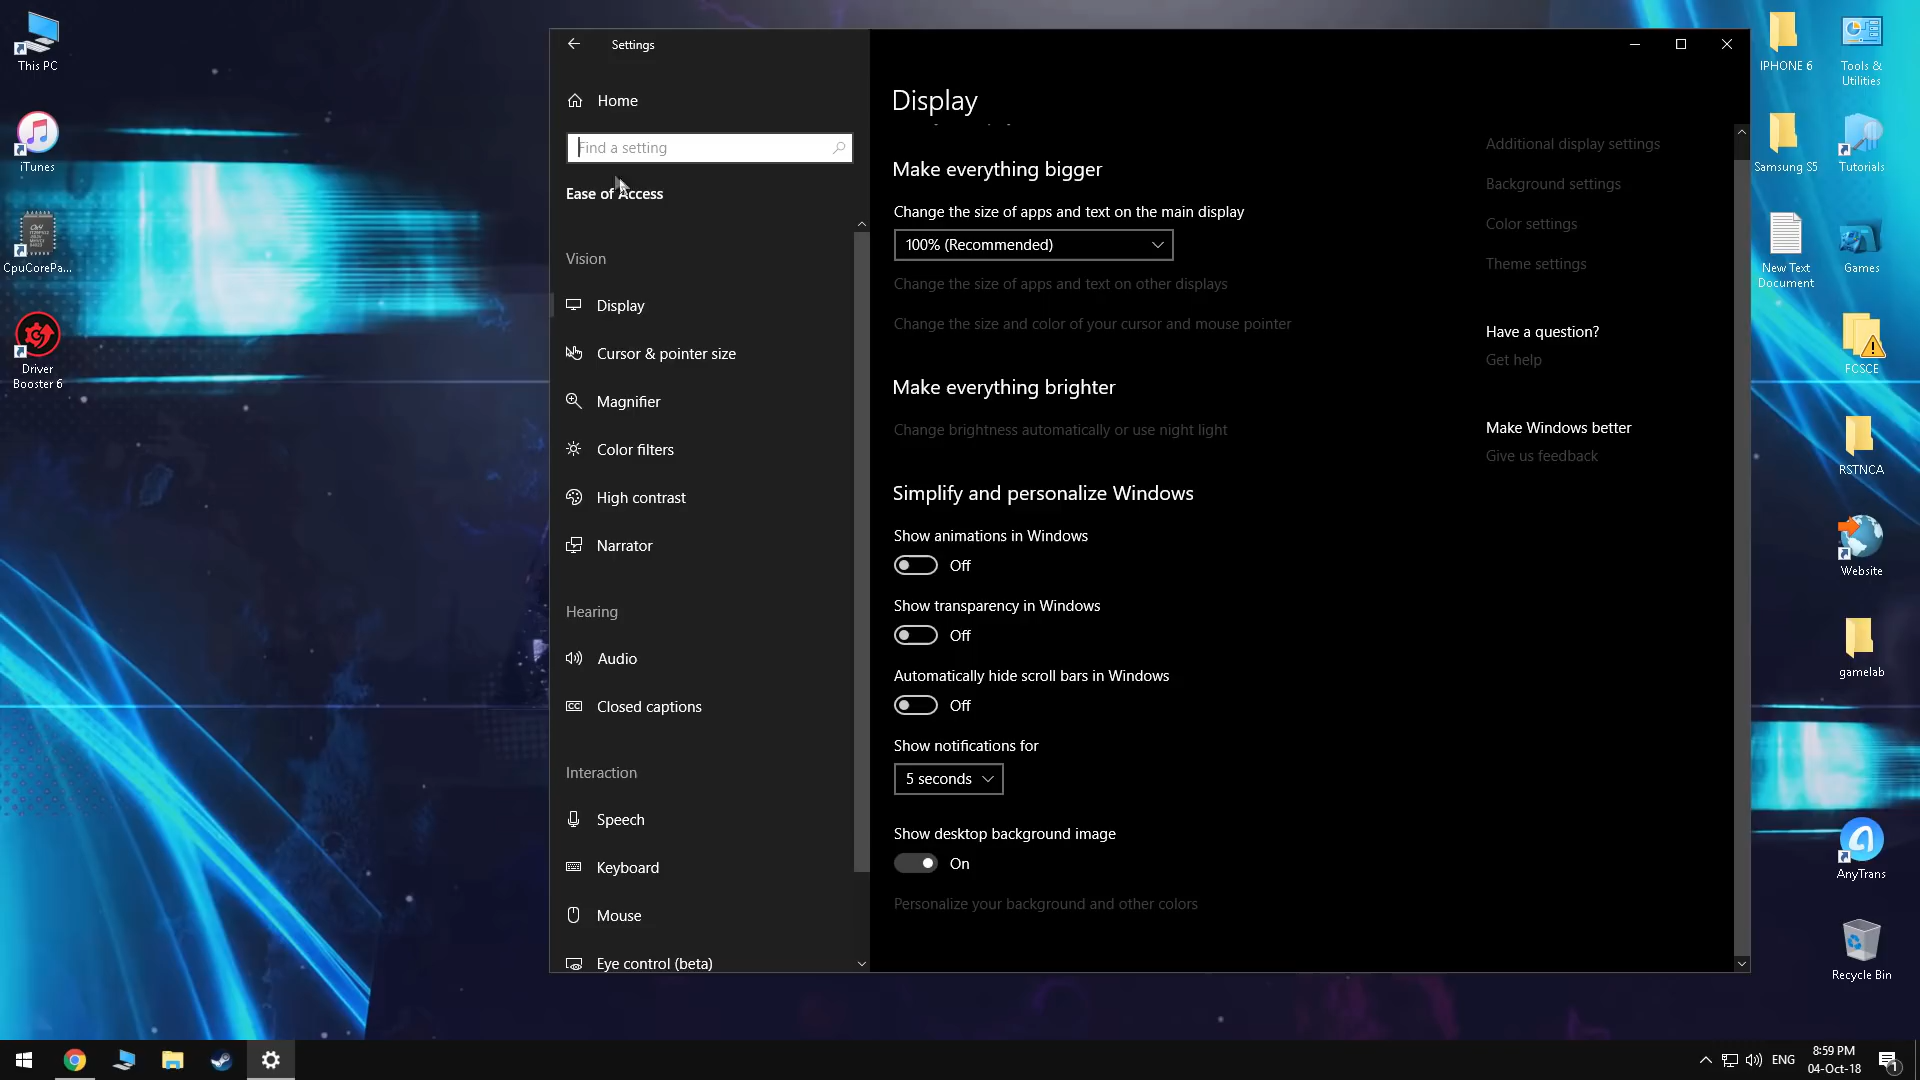 This PC
iTunes
CpuCorePa...
Driver
Booster 6
Settings
Home
Find a setting
Ease of Access
Vision
Display
Cursor & pointer size
Magnifier
Color filters
High contrast
Narrator
Hearing
Audio
Closed captions
Interaction
Speech
Keyboard
Mouse
Eye control (beta)
Display
Make everything bigger
Change the size of apps and text on the main display
100% (Recommended)
Change the size of apps and text on other displays
Change the size and color of your cursor and mouse pointer
Make everything brighter
Change brightness automatically or use night light
Simplify and personalize Windows
Show animations in Windows
Off
Show transparency in Windows
Off
Automatically hide scroll bars in Windows
Off
Show notifications for
5 seconds
Show desktop background image
On
Personalize your background and other colors
Additional display settings
Background settings
Color settings
Theme settings
Have a question?
Get help
Make Windows better
Give us feedback
IPHONE 6
Samsung S5
New Text
Document
Tools &
Utilities
Tutorials
Games
FCSCE
RSTNCA
Website
gamelab
AnyTrans
Recycle Bin
ENG
8:59 PM
04-Oct-18
1